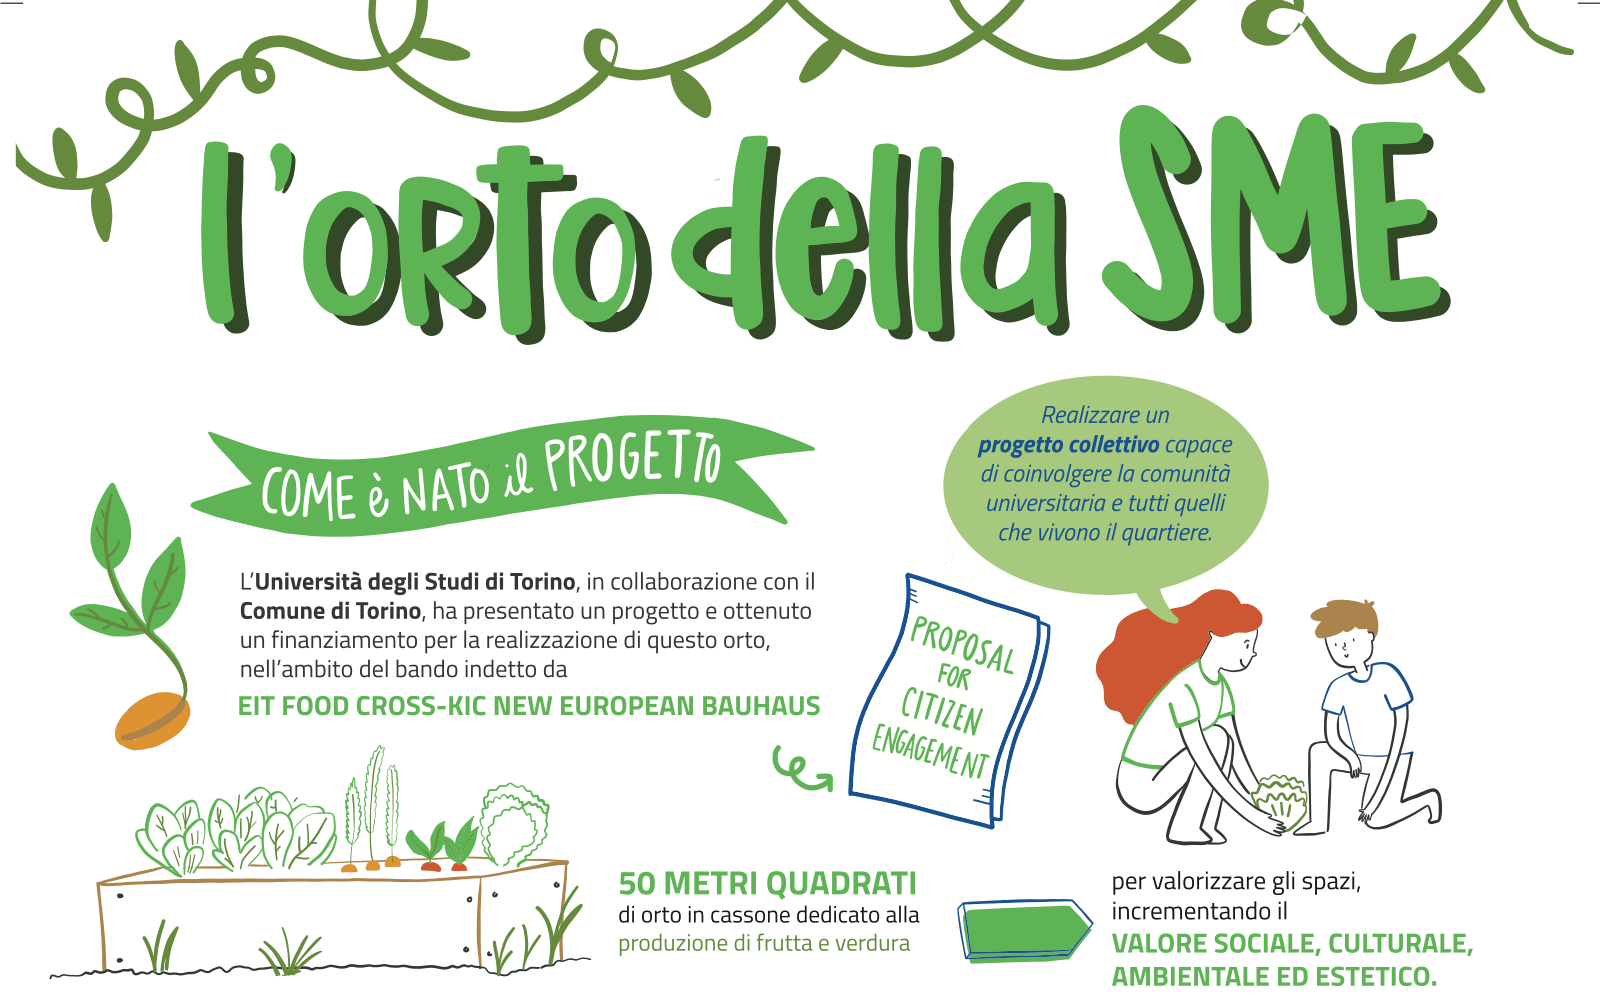 l'orto della SME
COME è NATO il PROGETTO
L'Università degli Studi di Torino, in collaborazione con il
Comune di Torino, ha presentato un progetto e ottenuto
un finanziamento per la realizzazione di questo orto,
nell'ambito del bando indetto da
EIT FOOD CROSS-KIC NEW EUROPEAN BAUHAUS
PROPOSAL
FOR
CITIZEN
ENGAGEMENT
Realizzare un
progetto collettivo capace
di coinvolgere la comunità
universitaria e tutti quelli
che vivono il quartiere.
50 METRI QUADRATI
di orto in cassone dedicato alla
produzione di frutta e verdura
per valorizzare gli spazi,
incrementando il
VALORE SOCIALE, CULTURALE,
AMBIENTALE ED ESTETICO.